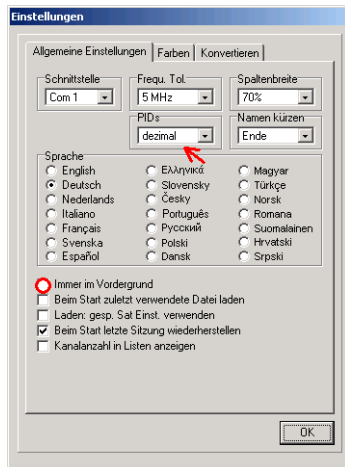 Einstellungen
Allgemeine Einstellungen Farben Konvertieren
Schnittstelle Frequ. Tol. Spaltenbreite
Com 1 5 MHz 70%
PIDs Namen kürzen
dezimal Ende
Sprache
English Ελληνικά Magyar
Deutsch Slovensky Türkçe
Nederlands Česky Norsk
Italiano Português Romana
Français Русский Suomalainen
Svenska Polski Hrvatski
Español Dansk Srpski
Immer im Vordergrund
Beim Start zuletzt verwendete Datei laden
Laden: gesp. Sat Einst. verwenden
Beim Start letzte Sitzung wiederherstellen
Kanalanzahl in Listen anzeigen
OK